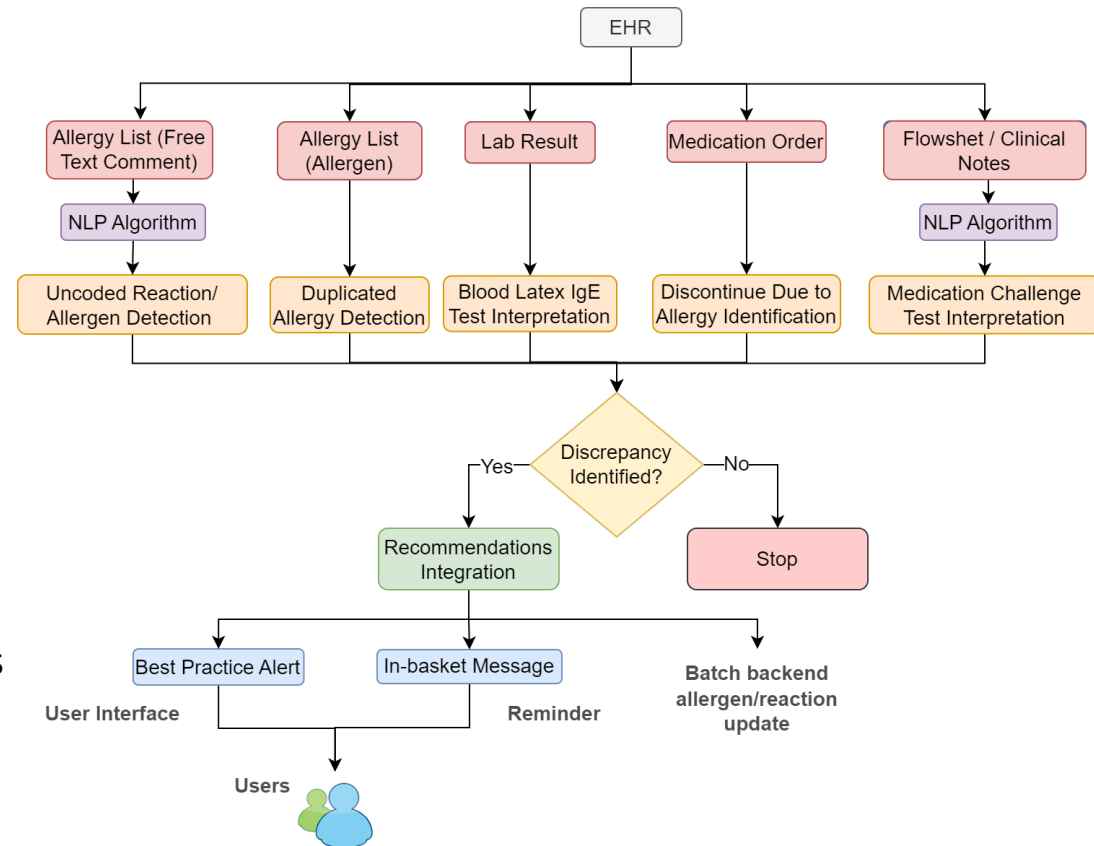 EHR
Allergy List (Free
Text Comment)
Allergy List
(Allergen)
Lab Result
Medication Order
Flowshet / Clinical
Notes
NLP Algorithm
NLP Algorithm
Uncoded Reaction/
Allergen Detection
Duplicated
Allergy Detection
Blood Latex IgE
Test Interpretation
Discontinue Due to
Allergy Identification
Medication Challenge
Test Interpretation
Discrepancy
Identified?
Yes
No
Recommendations
Integration
Stop
s
Best Practice Alert
In-basket Message
Batch backend
allergen/reaction
update
User Interface
Reminder
Users